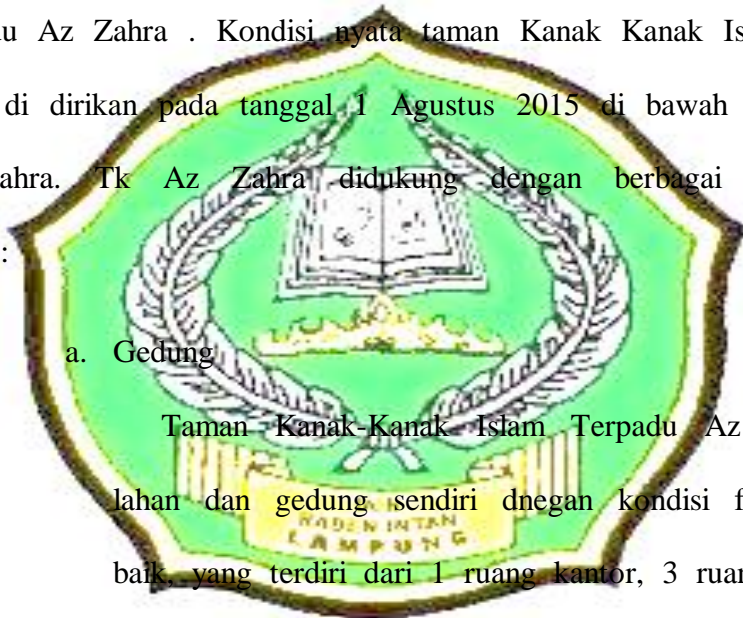 u Az Zahra . Kondisi nyata taman Kanak Kanak Is
di dirikan pada tanggal 1 Agustus 2015 di bawah
ahra. Tk Az Zahra didukung dengan berbagai
:
a. Gedung
Taman Kanak-Kanak Islam Terpadu Az
lahan dan gedung sendiri dnegan kondisi f
baik, yang terdiri dari 1 ruang kantor, 3 ruan
RADEN INTAN
LAMPUNG